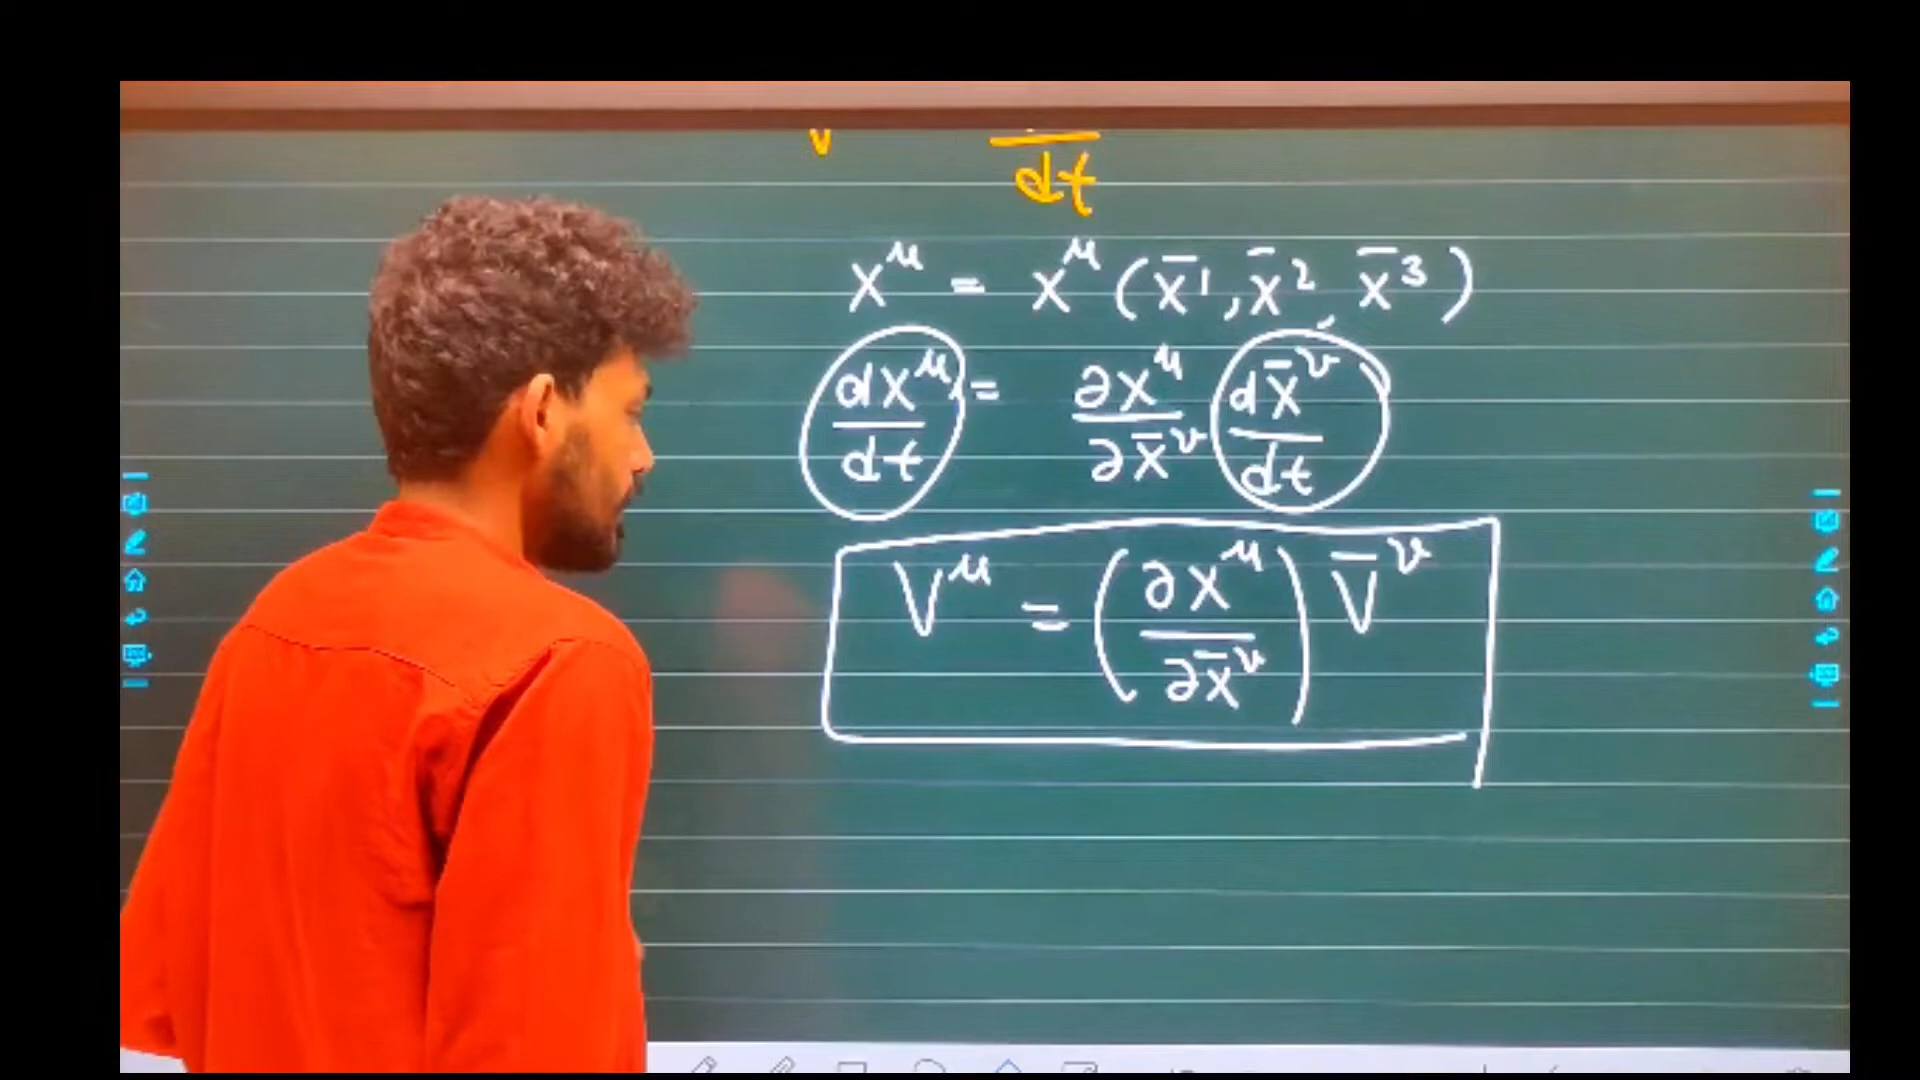 V
dt
x^μ = x^μ (x̄^1, x̄^2, x̄^3)
dx^μ/dt = ∂x^μ/∂x̄^ν dx̄^ν/dt
V^μ = (∂x^μ/∂x̄^ν) V̄^ν